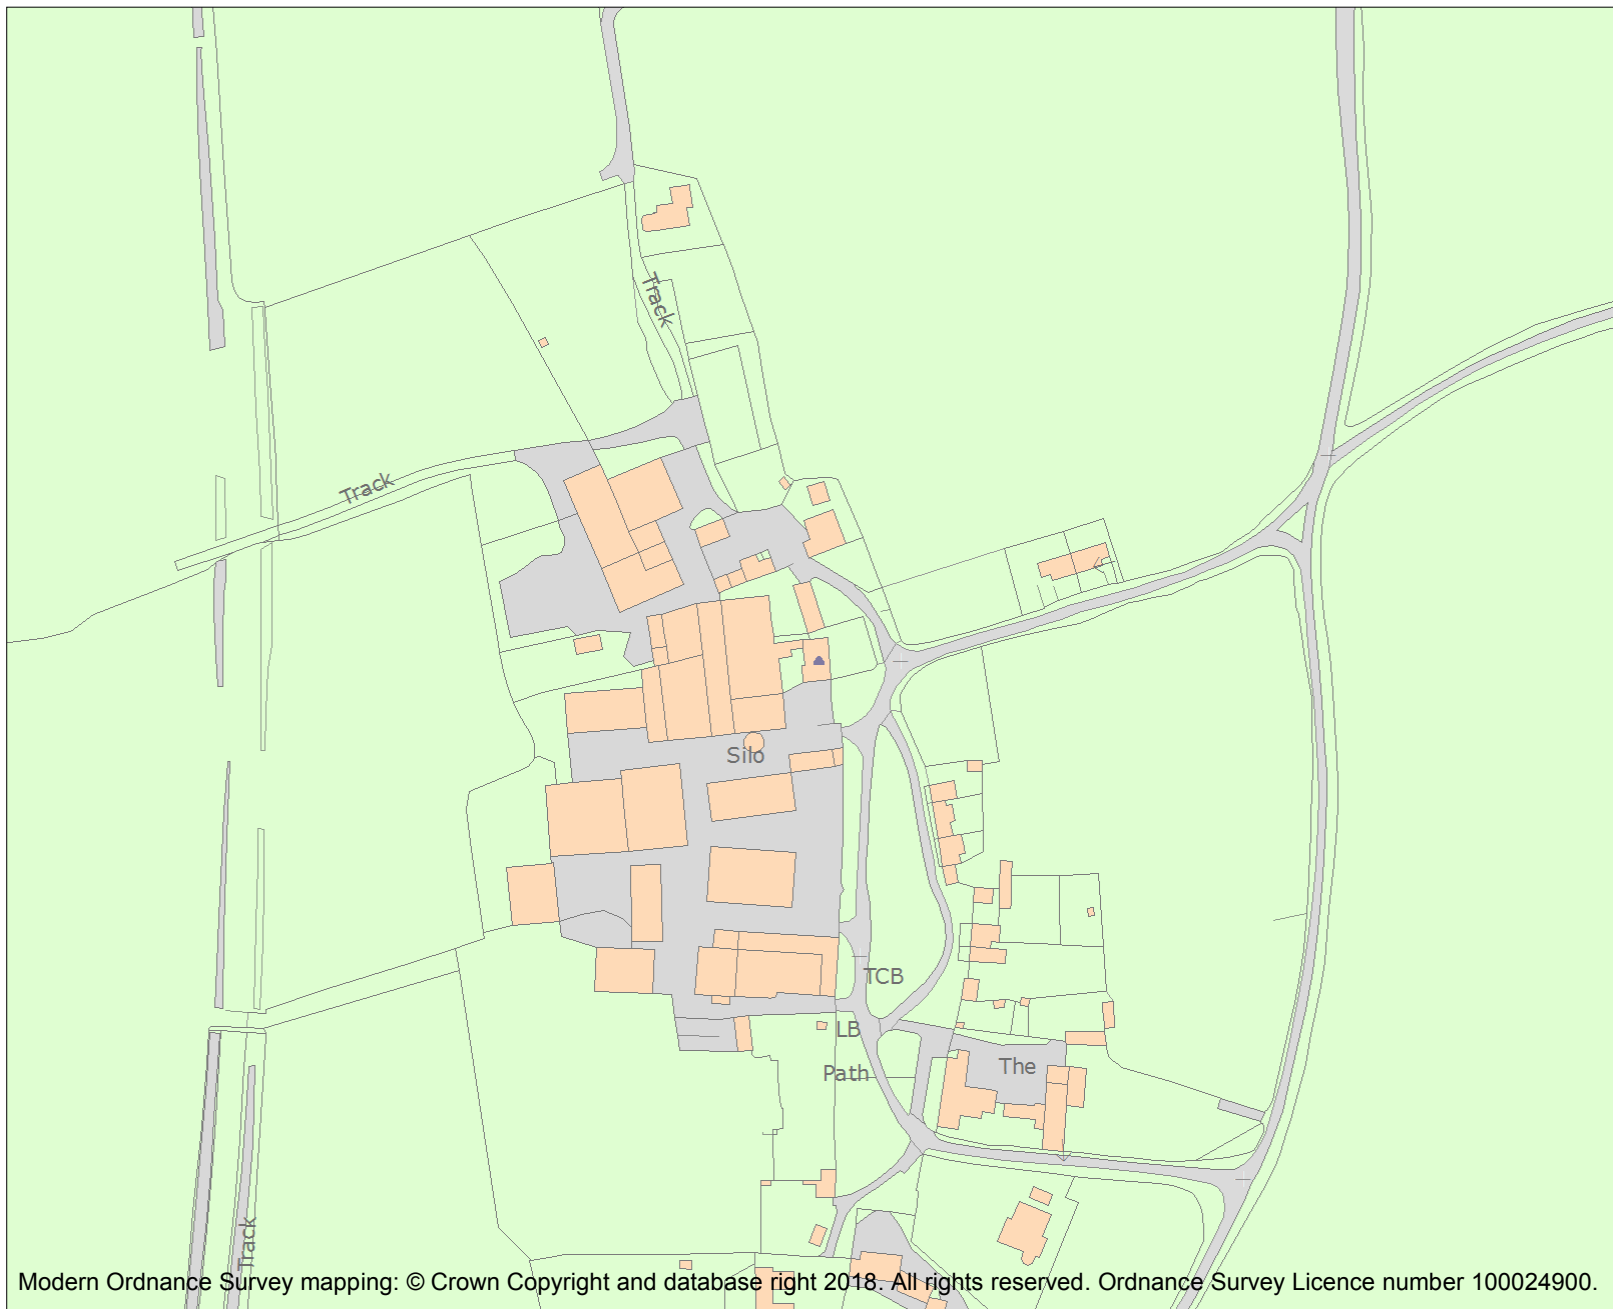 Track
Track
Silo
TCB
LB
The
Path
Track
Modern Ordnance Survey mapping: © Crown Copyright and database right 2018. All rights reserved. Ordnance Survey Licence number 100024900.